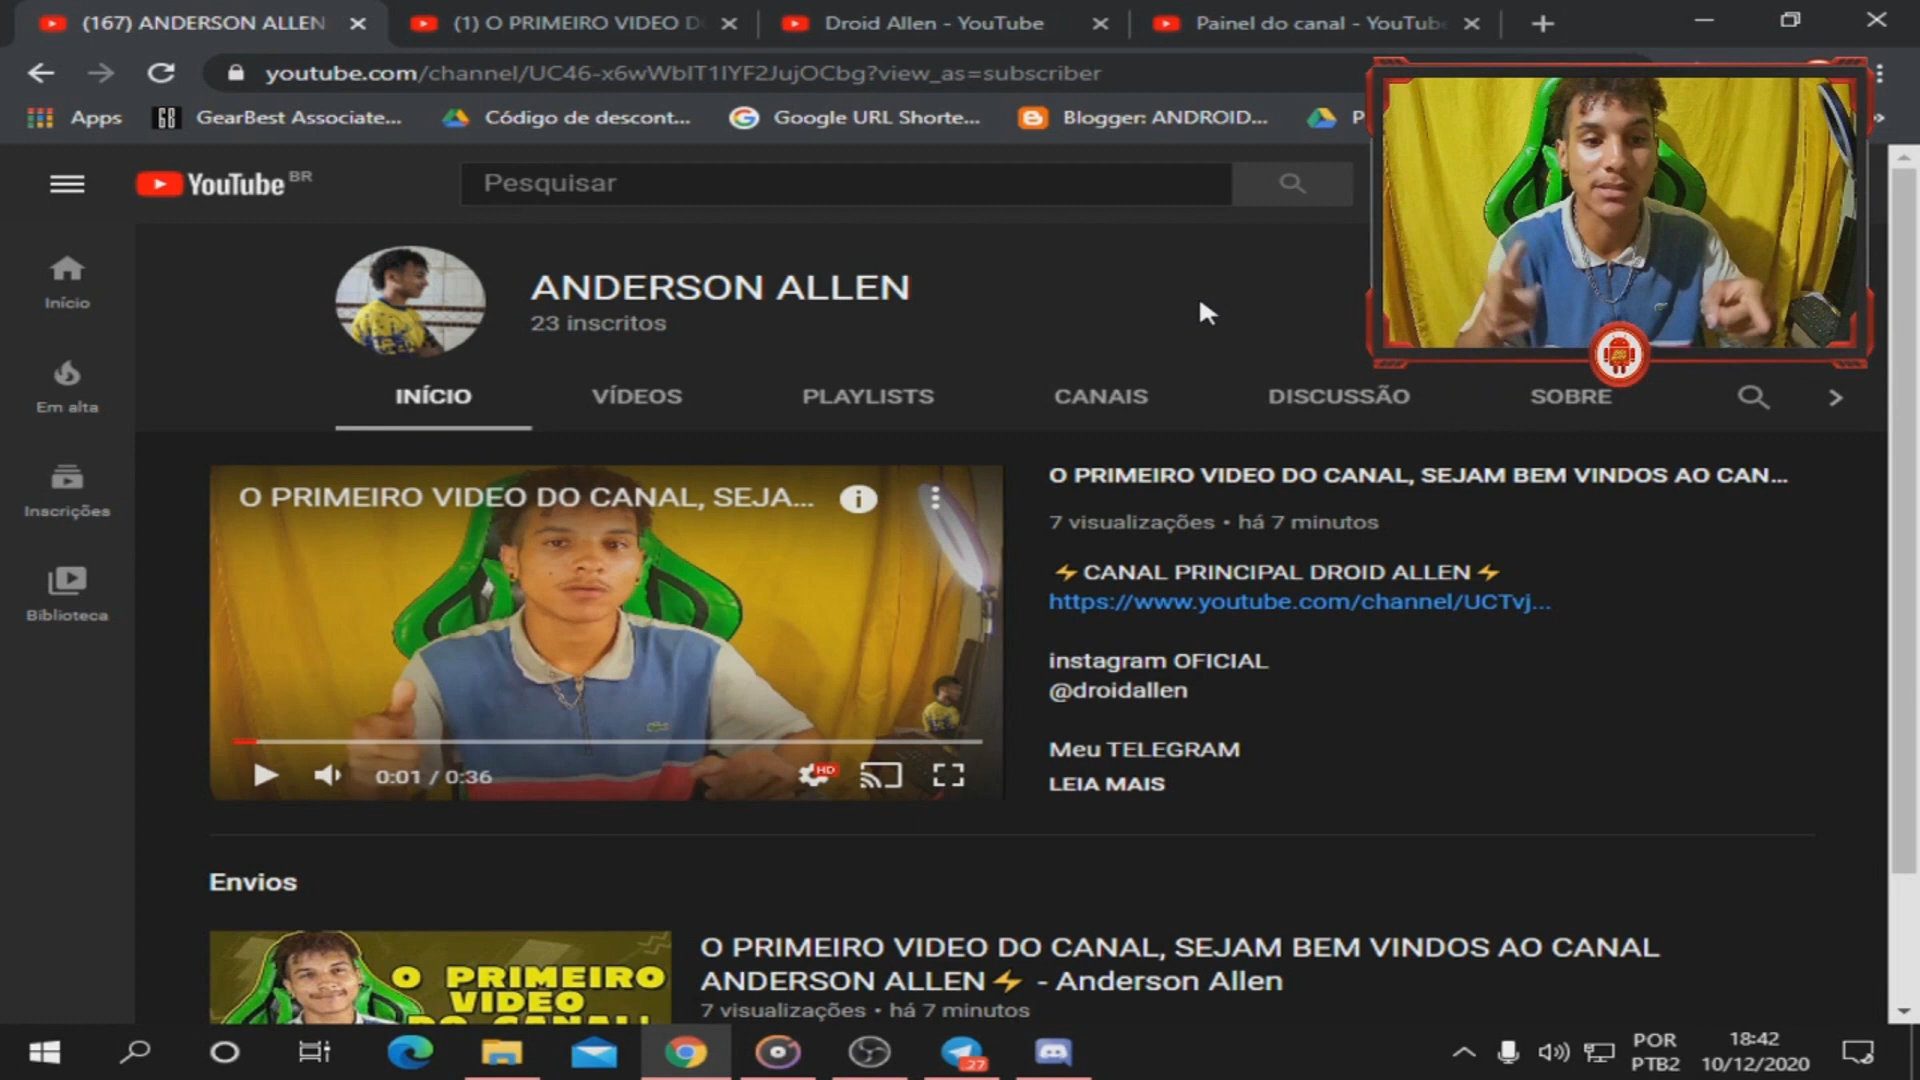 (167) ANDERSON ALLEN
(1) O PRIMEIRO VIDEO D
Droid Allen - YouTube
Painel do canal - YouTube
youtube.com/channel/UC46-x6wWbIT1IYF2JujOCbg?view_as=subscriber
Apps
GearBest Associate...
Código de descont...
Google URL Shorte...
Blogger: ANDROID...
P
YouTube BR
Pesquisar
Início
Em alta
Inscrições
Biblioteca
ANDERSON ALLEN
23 inscritos
INÍCIO
VÍDEOS
PLAYLISTS
CANAIS
DISCUSSÃO
SOBRE
O PRIMEIRO VIDEO DO CANAL, SEJA...
HD
0:01 / 0:36
O PRIMEIRO VIDEO DO CANAL, SEJAM BEM VINDOS AO CAN...
7 visualizações • há 7 minutos
⚡CANAL PRINCIPAL DROID ALLEN⚡
https://www.youtube.com/channel/UCTvj...
instagram OFICIAL
@droidallen
Meu TELEGRAM
LEIA MAIS
Envios
O PRIMEIRO
VIDEO
DO CANAL!
O PRIMEIRO VIDEO DO CANAL, SEJAM BEM VINDOS AO CANAL
ANDERSON ALLEN⚡ - Anderson Allen
7 visualizações • há 7 minutos
27
POR
PTB2
18:42
10/12/2020